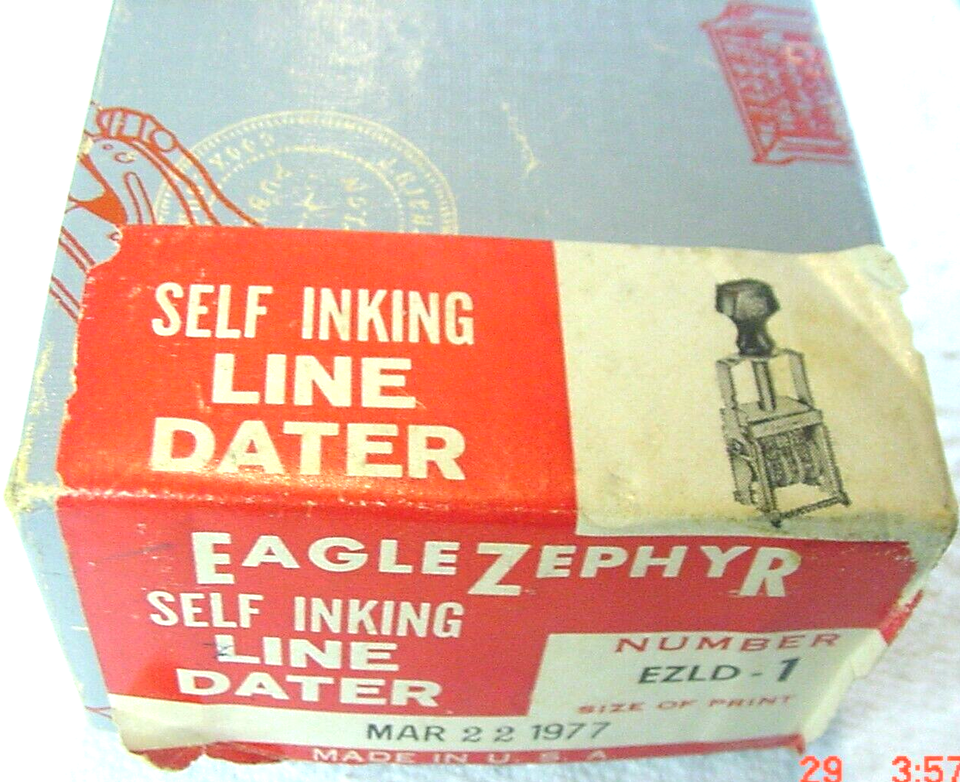 SELF INKING
LINE
DATER
EAGLE ZEPHYR
SELF INKING
LINE
DATER
NUMBER
EZLD - 1
SIZE OF PRINT
MAR 22 1977
MADE IN U. S. A
29 3:57